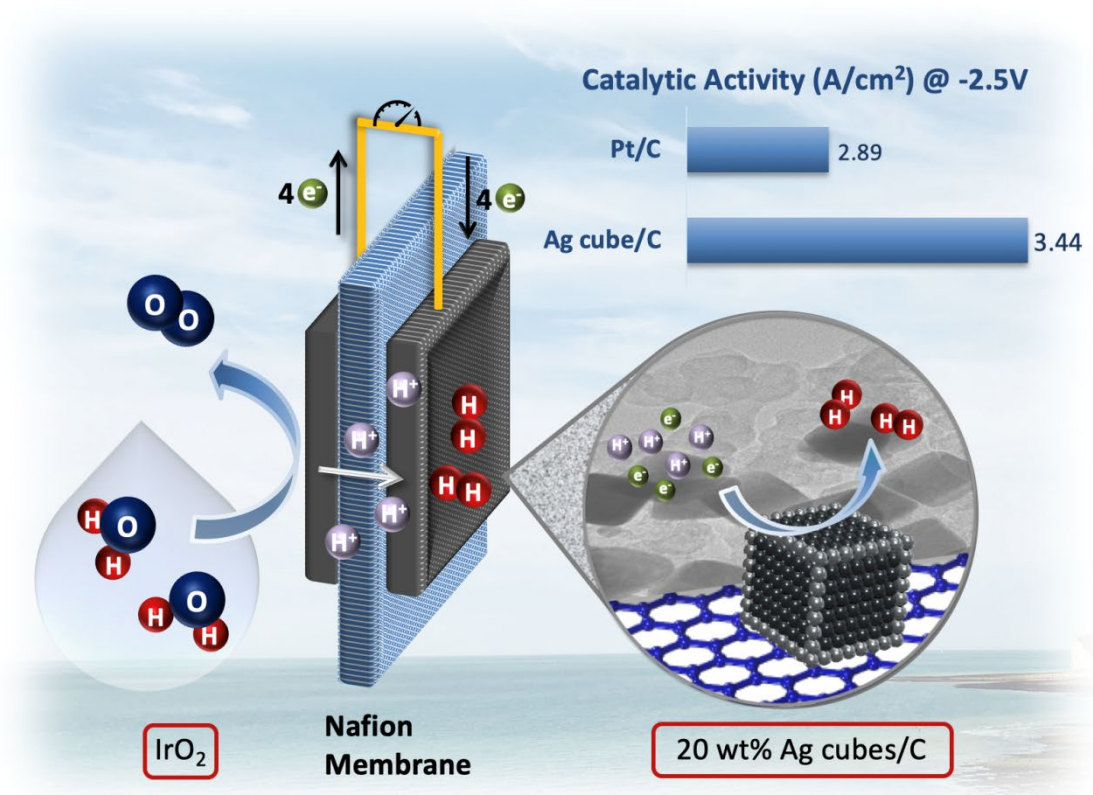 Catalytic Activity (A/cm²) @ -2.5V
Pt/C
2.89
Ag cube/C
3.44
4 e⁻
4 e⁻
O
O
H⁺
H⁺
H⁺
H⁺
H
H
H
H
O
H
H
O
H
H
e⁻
H⁺
H⁺
H⁺
H⁺
e⁻
e⁻
e⁻
H
H
H
H
IrO₂
Nafion
Membrane
20 wt% Ag cubes/C